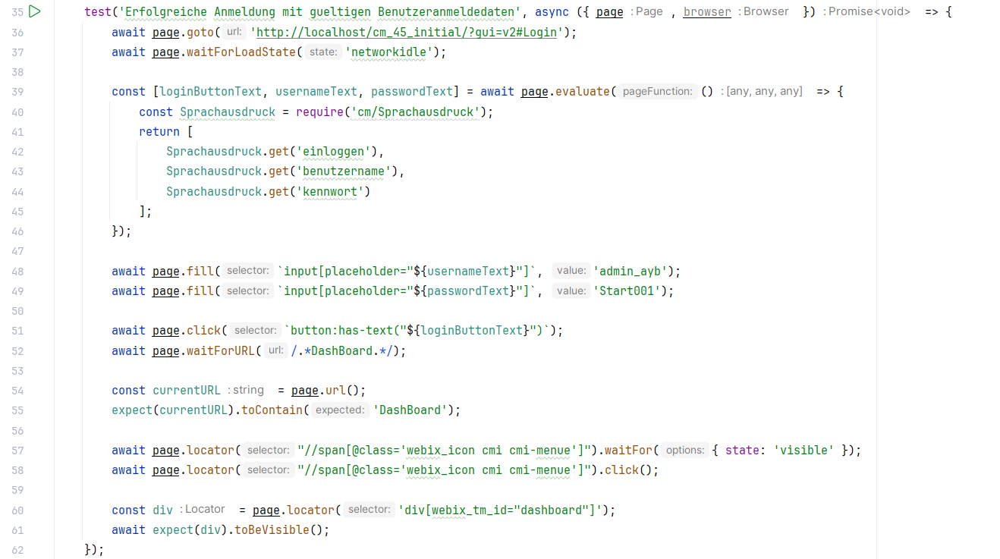 35 test('Erfolgreiche Anmeldung mit gueltigen Benutzeranmeldedaten', async ({ page : Page , browser : Browser }) : Promise<void> => {
36 await page.goto( url: 'http://localhost/cm_45_initial/?gui=v2#Login');
37 await page.waitForLoadState( state: 'networkidle');
38
39 const [loginButtonText, usernameText, passwordText] = await page.evaluate( pageFunction: () : [any, any, any] => {
40 const Sprachausdruck = require('cm/Sprachausdruck');
41 return [
42 Sprachausdruck.get('einloggen'),
43 Sprachausdruck.get('benutzername'),
44 Sprachausdruck.get('kennwort')
45 ];
46 });
47
48 await page.fill( selector: `input[placeholder="${usernameText}"]`, value: 'admin_ayb');
49 await page.fill( selector: `input[placeholder="${passwordText}"]`, value: 'Start001');
50
51 await page.click( selector: `button:has-text("${loginButtonText}")`);
52 await page.waitForURL( url: /.*DashBoard.*/);
53
54 const currentURL : string = page.url();
55 expect(currentURL).toContain( expected: 'DashBoard');
56
57 await page.locator( selector: "//span[@class='webix_icon cmi cmi-menue']").waitFor( options: { state: 'visible' });
58 await page.locator( selector: "//span[@class='webix_icon cmi cmi-menue']").click();
59
60 const div : Locator = page.locator( selector: 'div[webix_tm_id="dashboard"]');
61 await expect(div).toBeVisible();
62 });